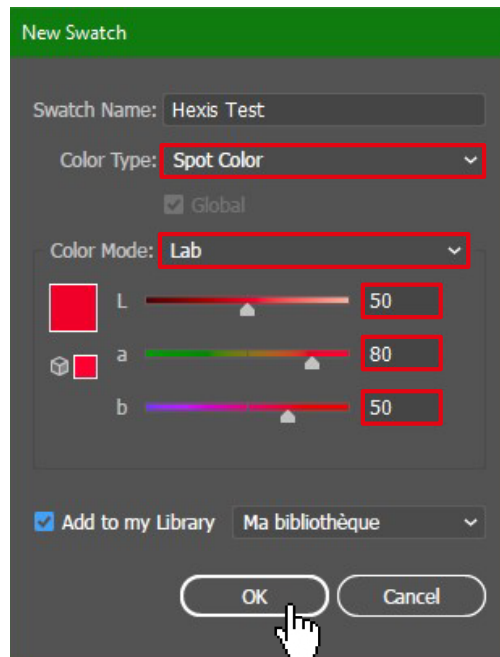 New Swatch
Swatch Name: Hexis Test
Color Type: Spot Color
Global
Color Mode: Lab
L 50
a 80
b 50
Add to my Library Ma bibliothèque
OK Cancel